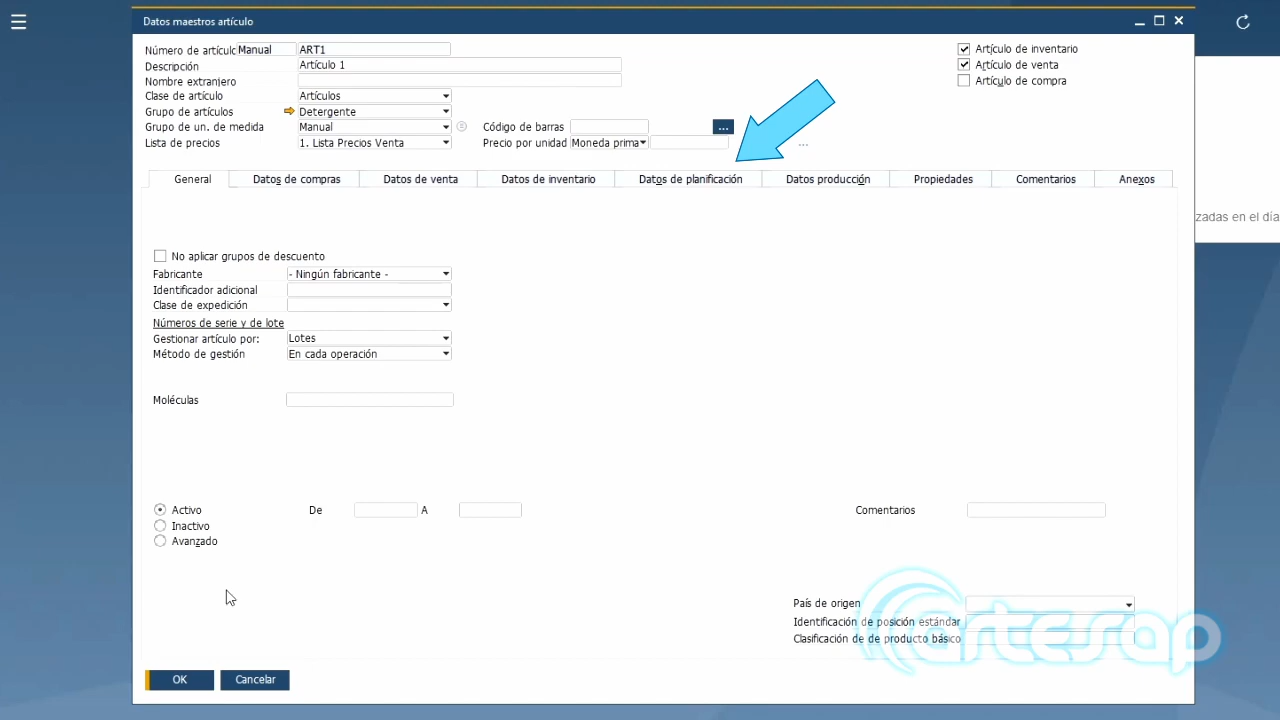 Datos maestros artículo
Número de artículo Manual ART1
Descripción Artículo 1
Nombre extranjero
Clase de artículo Artículos
Grupo de artículos Detergente
Grupo de un. de medida Manual Código de barras ...
Lista de precios 1. Lista Precios Venta Precio por unidad Moneda prima ...
Artículo de inventario
Artículo de venta
Artículo de compra
General Datos de compras Datos de venta Datos de inventario Datos de planificación Datos producción Propiedades Comentarios Anexos
zadas en el día
No aplicar grupos de descuento
Fabricante - Ningún fabricante -
Identificador adicional
Clase de expedición
Números de serie y de lote
Gestionar artículo por: Lotes
Método de gestión En cada operación
Moléculas
Activo De A Comentarios
Inactivo
Avanzado
País de origen
Identificación de posición estándar
Clasificación de de producto básico
artesap
OK Cancelar